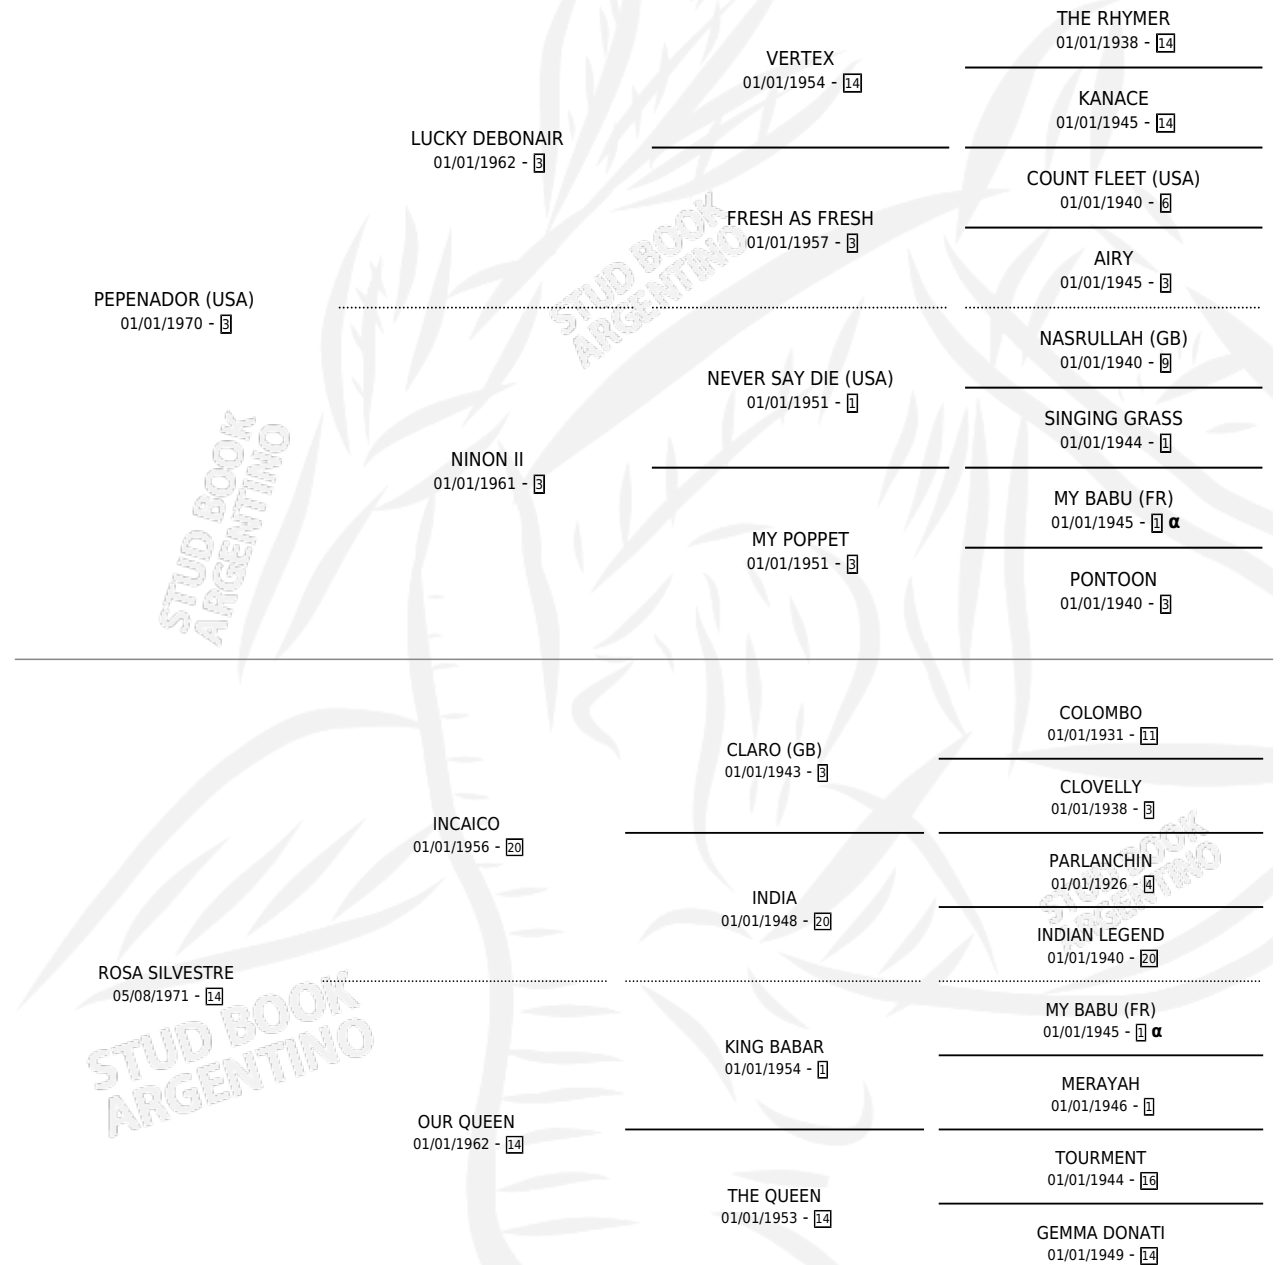 THE RHYMER
01/01/1938 - 14
VERTEX
01/01/1954 - 14
KANACE
01/01/1945 - 14
LUCKY DEBONAIR
01/01/1962 - 3
COUNT FLEET (USA)
01/01/1940 - 6
FRESH AS FRESH
01/01/1957 - 3
AIRY
01/01/1945 - 3
PEPENADOR (USA)
01/01/1970 - 3
NASRULLAH (GB)
01/01/1940 - 9
NEVER SAY DIE (USA)
01/01/1951 - 1
SINGING GRASS
01/01/1944 - 1
NINON II
01/01/1961 - 3
MY BABU (FR)
01/01/1945 - 1 α
MY POPPET
01/01/1951 - 3
PONTOON
01/01/1940 - 3
STUD BOOK
ARGENTINO
STUD BOOK
ARGENTINO
COLOMBO
01/01/1931 - 11
CLARO (GB)
01/01/1943 - 3
CLOVELLY
01/01/1938 - 3
INCAICO
01/01/1956 - 20
PARLANCHIN
01/01/1926 - 4
INDIA
01/01/1948 - 20
INDIAN LEGEND
01/01/1940 - 20
ROSA SILVESTRE
05/08/1971 - 14
MY BABU (FR)
01/01/1945 - 1 α
KING BABAR
01/01/1954 - 1
MERAYAH
01/01/1946 - 1
OUR QUEEN
01/01/1962 - 14
TOURMENT
01/01/1944 - 16
THE QUEEN
01/01/1953 - 14
GEMMA DONATI
01/01/1949 - 14
STUD BOOK
ARGENTINO
STUD BOOK
ARGENTINO